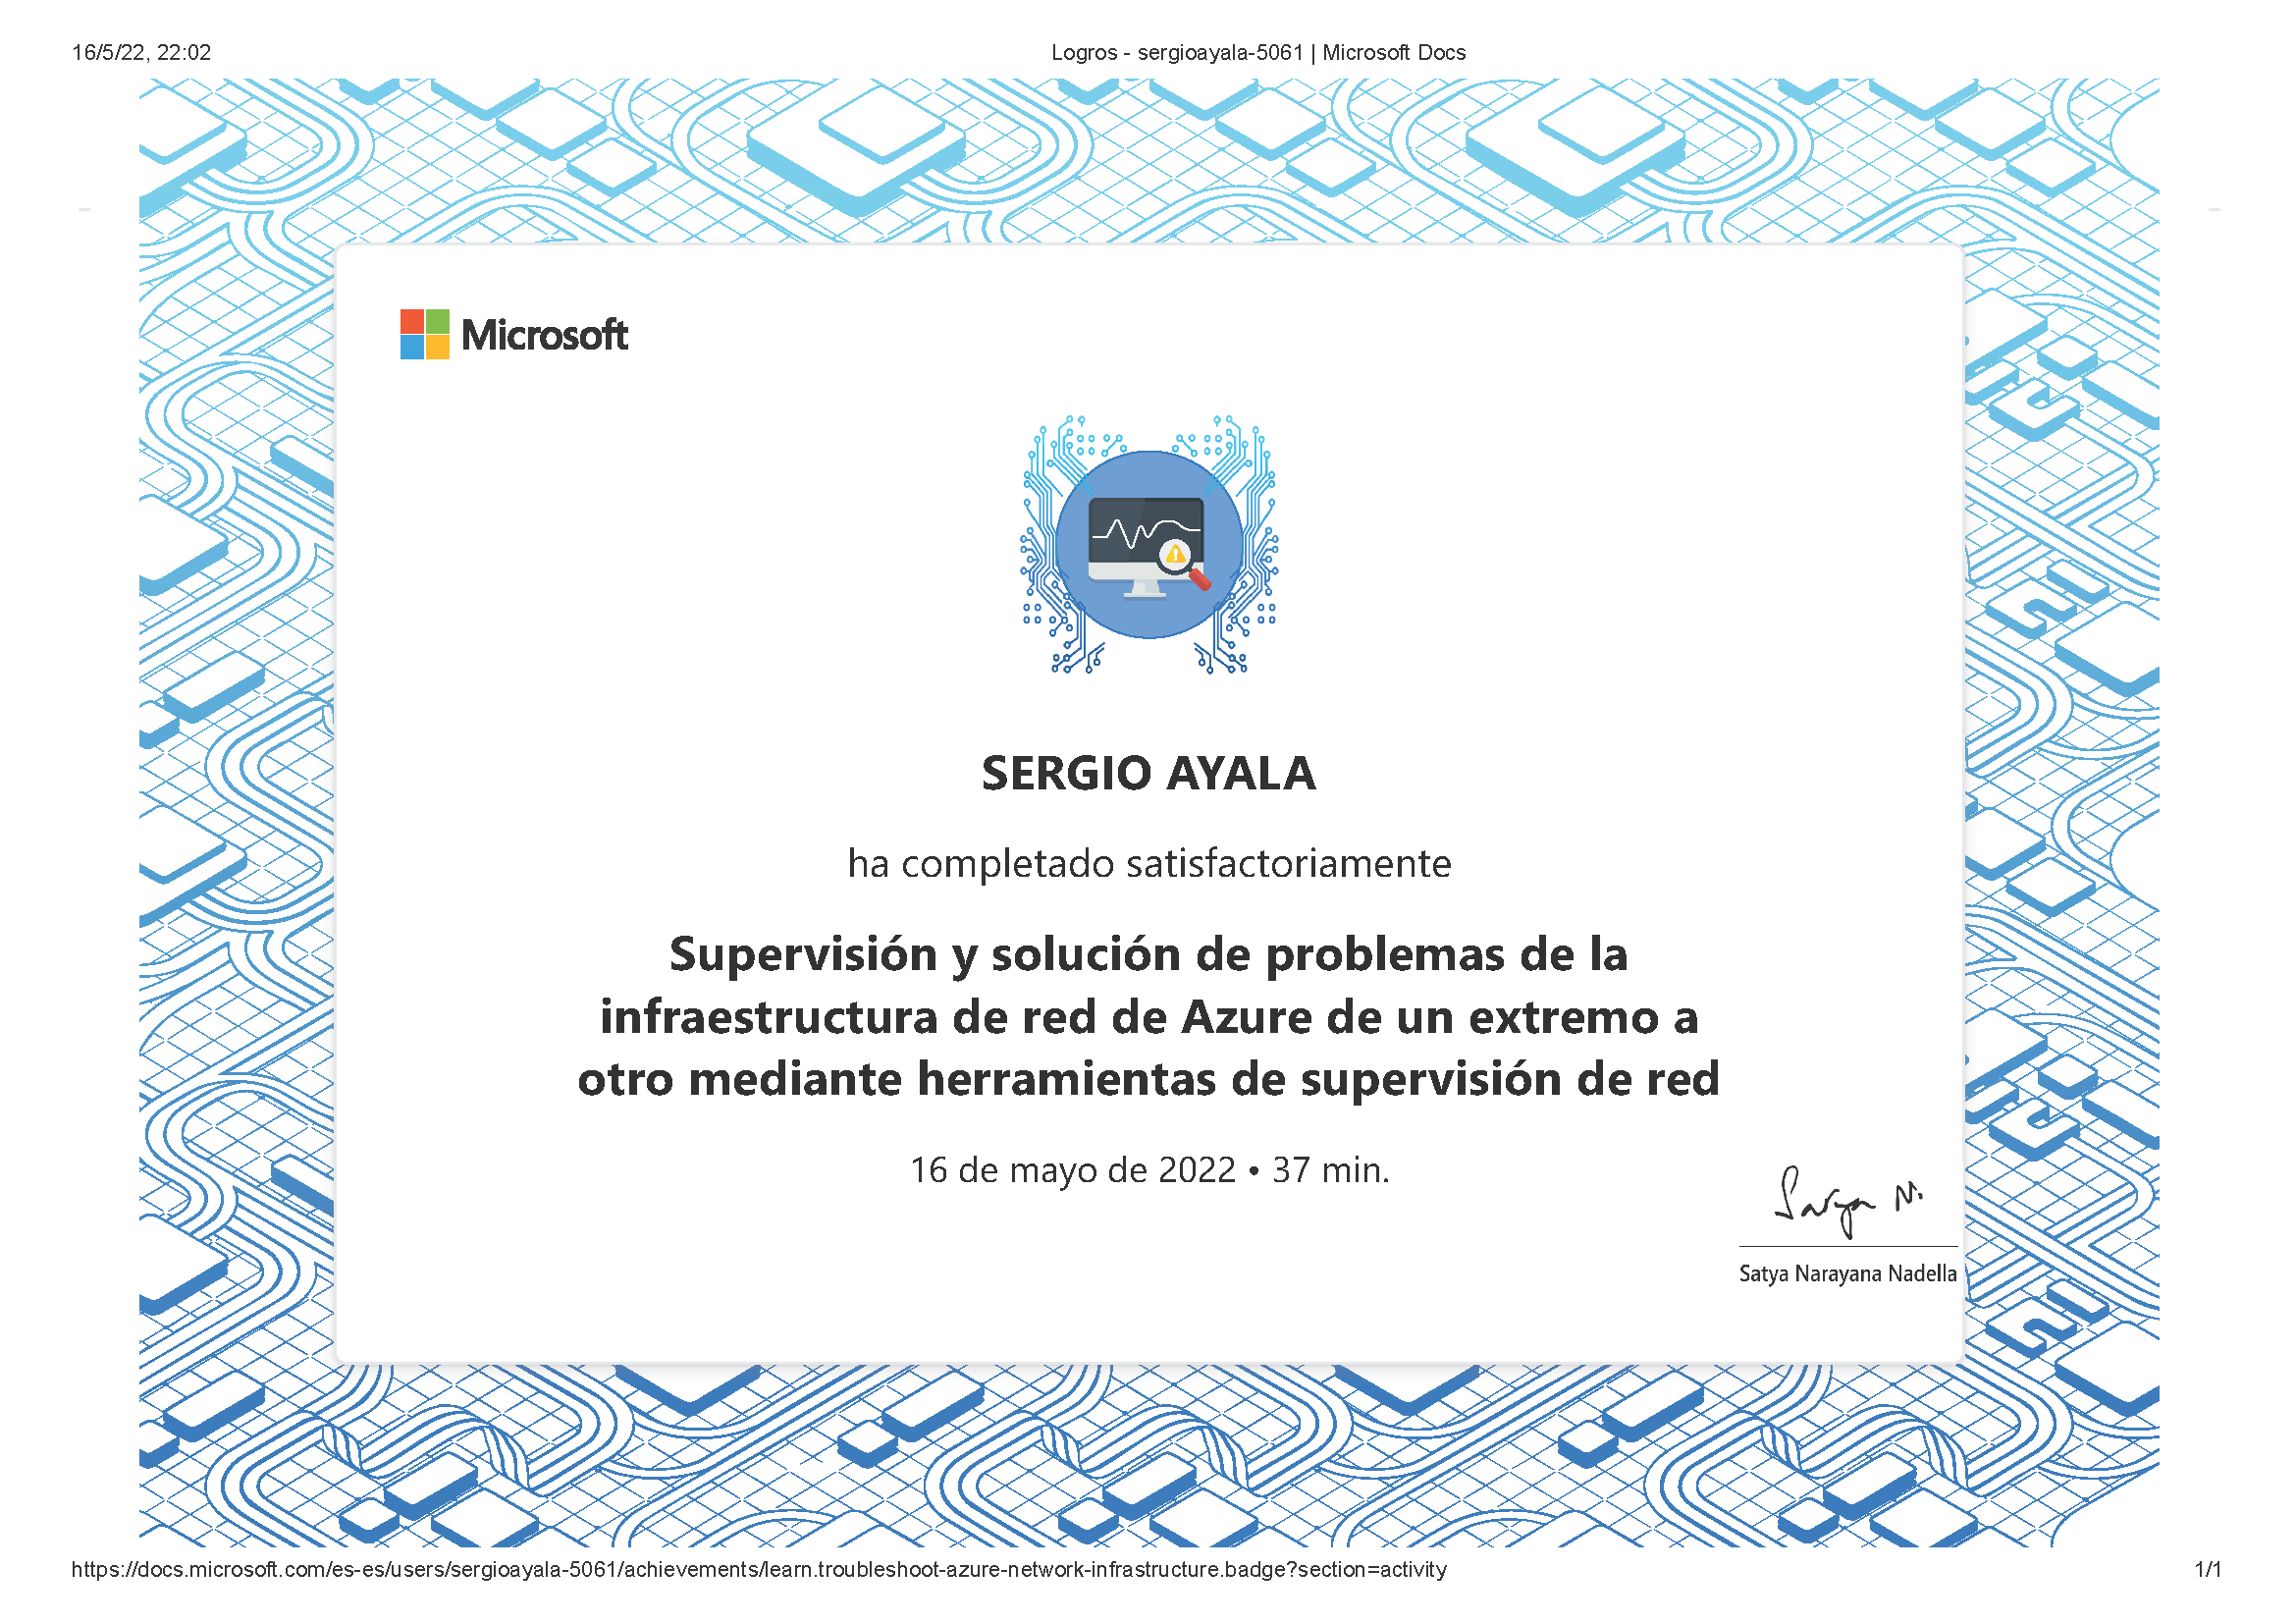 16/5/22, 22:02
Logros - sergioayala-5061 | Microsoft Docs
Microsoft
SERGIO AYALA
ha completado satisfactoriamente
Supervisión y solución de problemas de la
infraestructura de red de Azure de un extremo a
otro mediante herramientas de supervisión de red
16 de mayo de 2022 • 37 min.
Satya N.
Satya Narayana Nadella
https://docs.microsoft.com/es-es/users/sergioayala-5061/achievements/learn.troubleshoot-azure-network-infrastructure.badge?section=activity
1/1